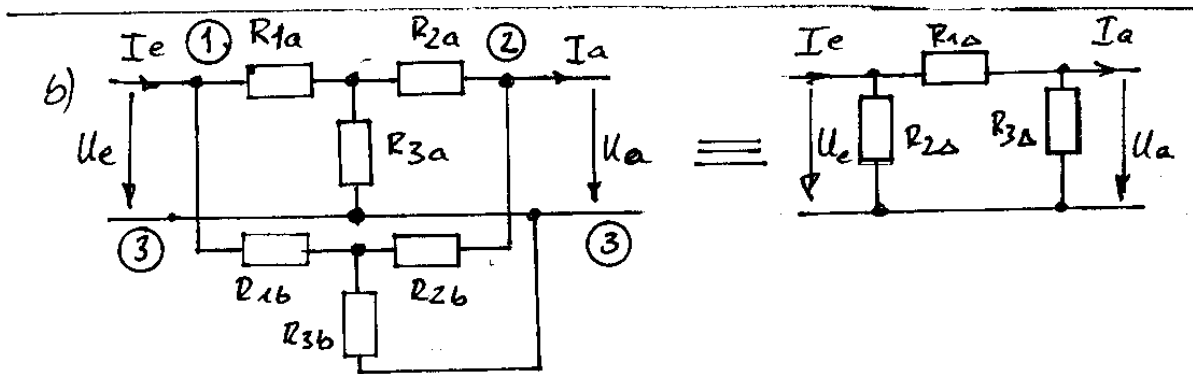 Ie ① R1a R2a ② Ia Ie R1Δ Ia
b)
Ue R3a Ua Ue R2Δ R3Δ Ua
③ ③
R1b R2b
R3b